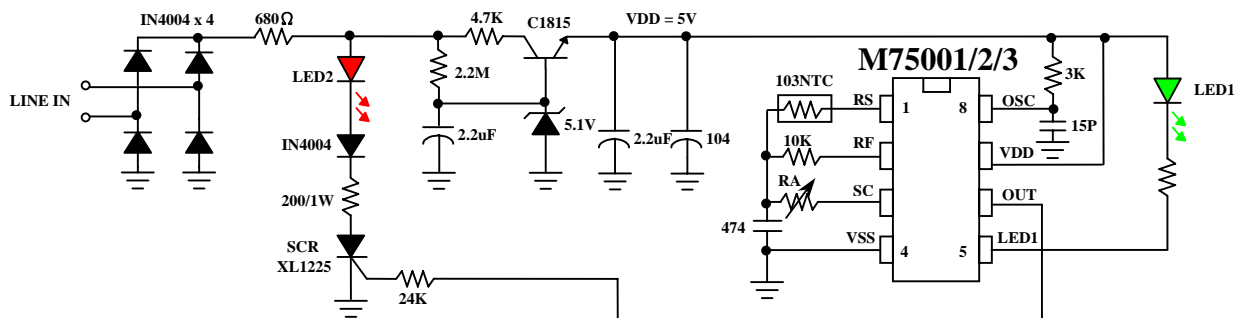 IN4004 x 4
680Ω
4.7K
C1815
VDD = 5V
M75001/2/3
LED2
2.2M
103NTC
RS
1
8
OSC
3K
LED1
LINE IN
5.1V
15P
IN4004
2.2uF
2.2uF
104
10K
RF
VDD
200/1W
RA
SC
OUT
474
SCR
XL1225
VSS
4
5
LED1
24K